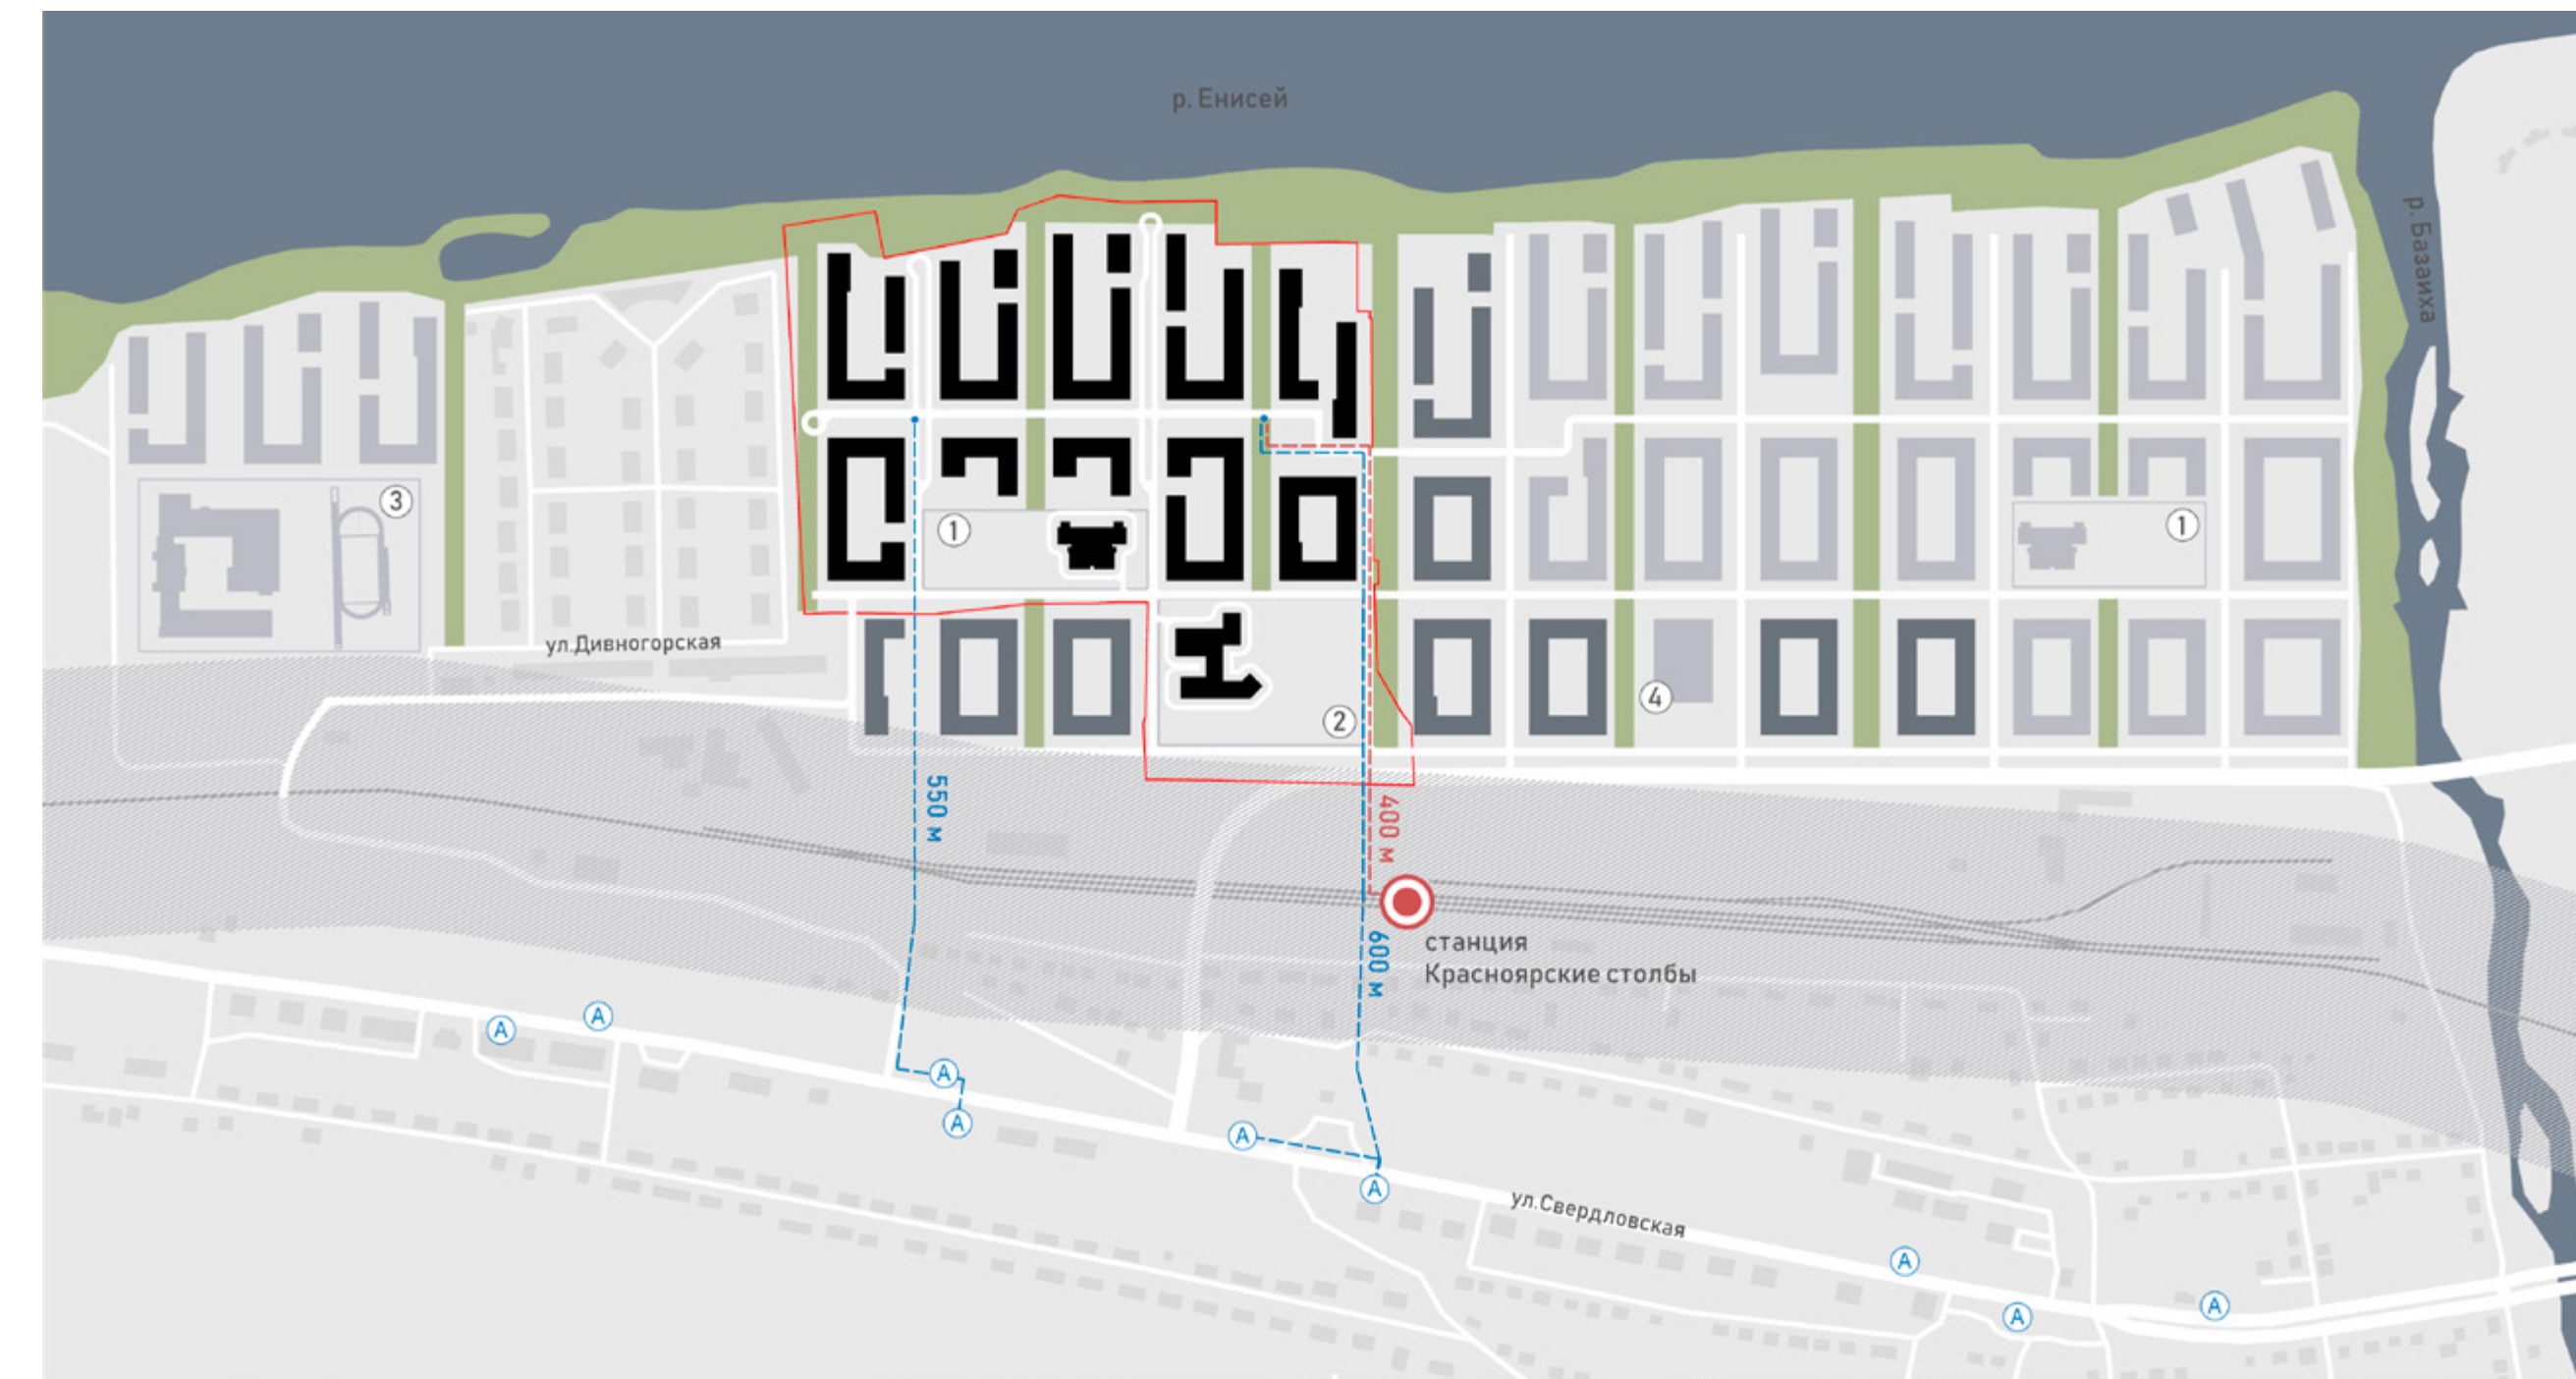 р. Енисей
р. Базаиха
3
1
1
ул.Дивногорская
4
2
550 м
400 м
станция
Красноярские столбы
600 м
А
А
А
А
А
А
ул.Свердловская
А
А
А